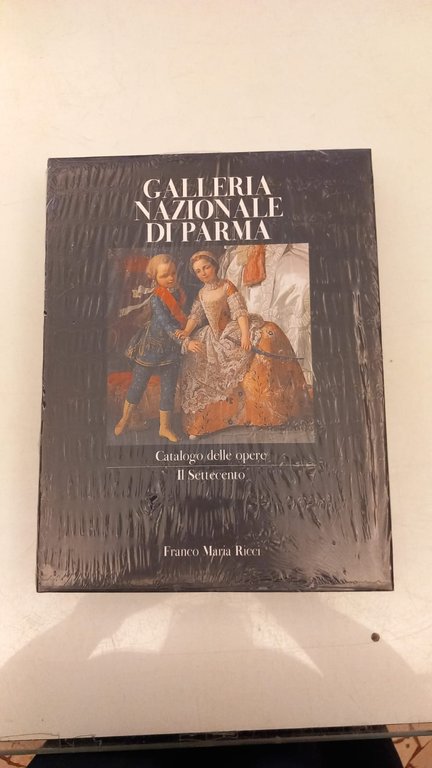 GALLERIA
NAZIONALE
DI PARMA
Catalogo delle opere
Il Settecento
Franco Maria Ricci